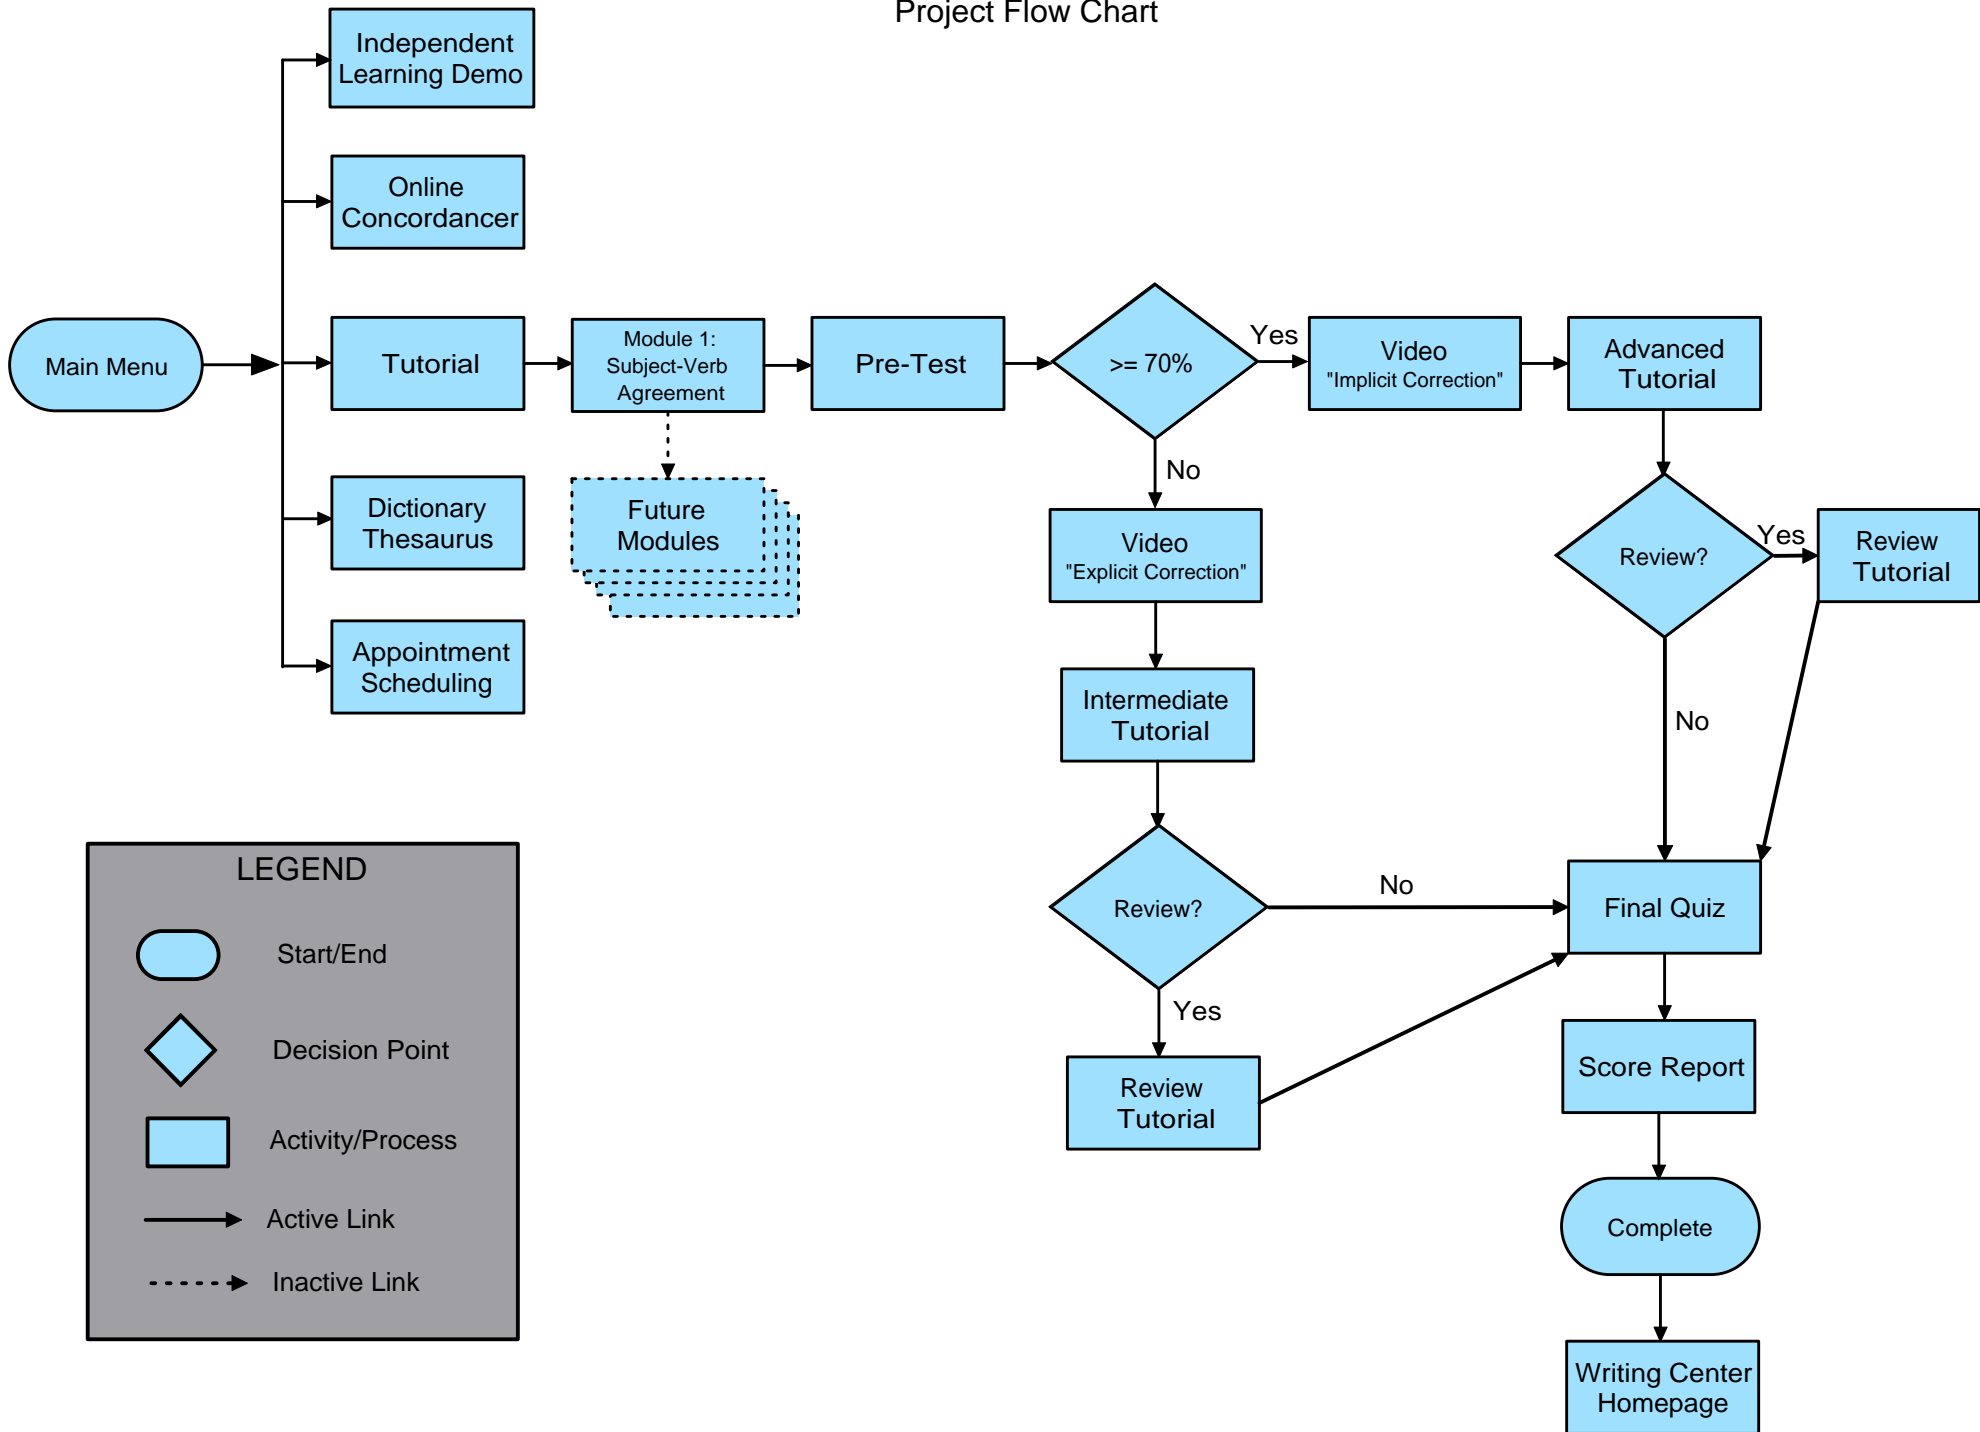 Project Flow Chart
Independent
Learning Demo
Online
Concordancer
Main Menu
Tutorial
Module 1:
Subject-Verb
Agreement
Pre-Test
>= 70%
Yes
Video
"Implicit Correction"
Advanced
Tutorial
No
Dictionary
Thesaurus
Future
Modules
Video
"Explicit Correction"
Review?
Yes
Review
Tutorial
Appointment
Scheduling
Intermediate
Tutorial
No
Review?
No
Final Quiz
Yes
Review
Tutorial
Score Report
Complete
Writing Center
Homepage
LEGEND
Start/End
Decision Point
Activity/Process
Active Link
Inactive Link